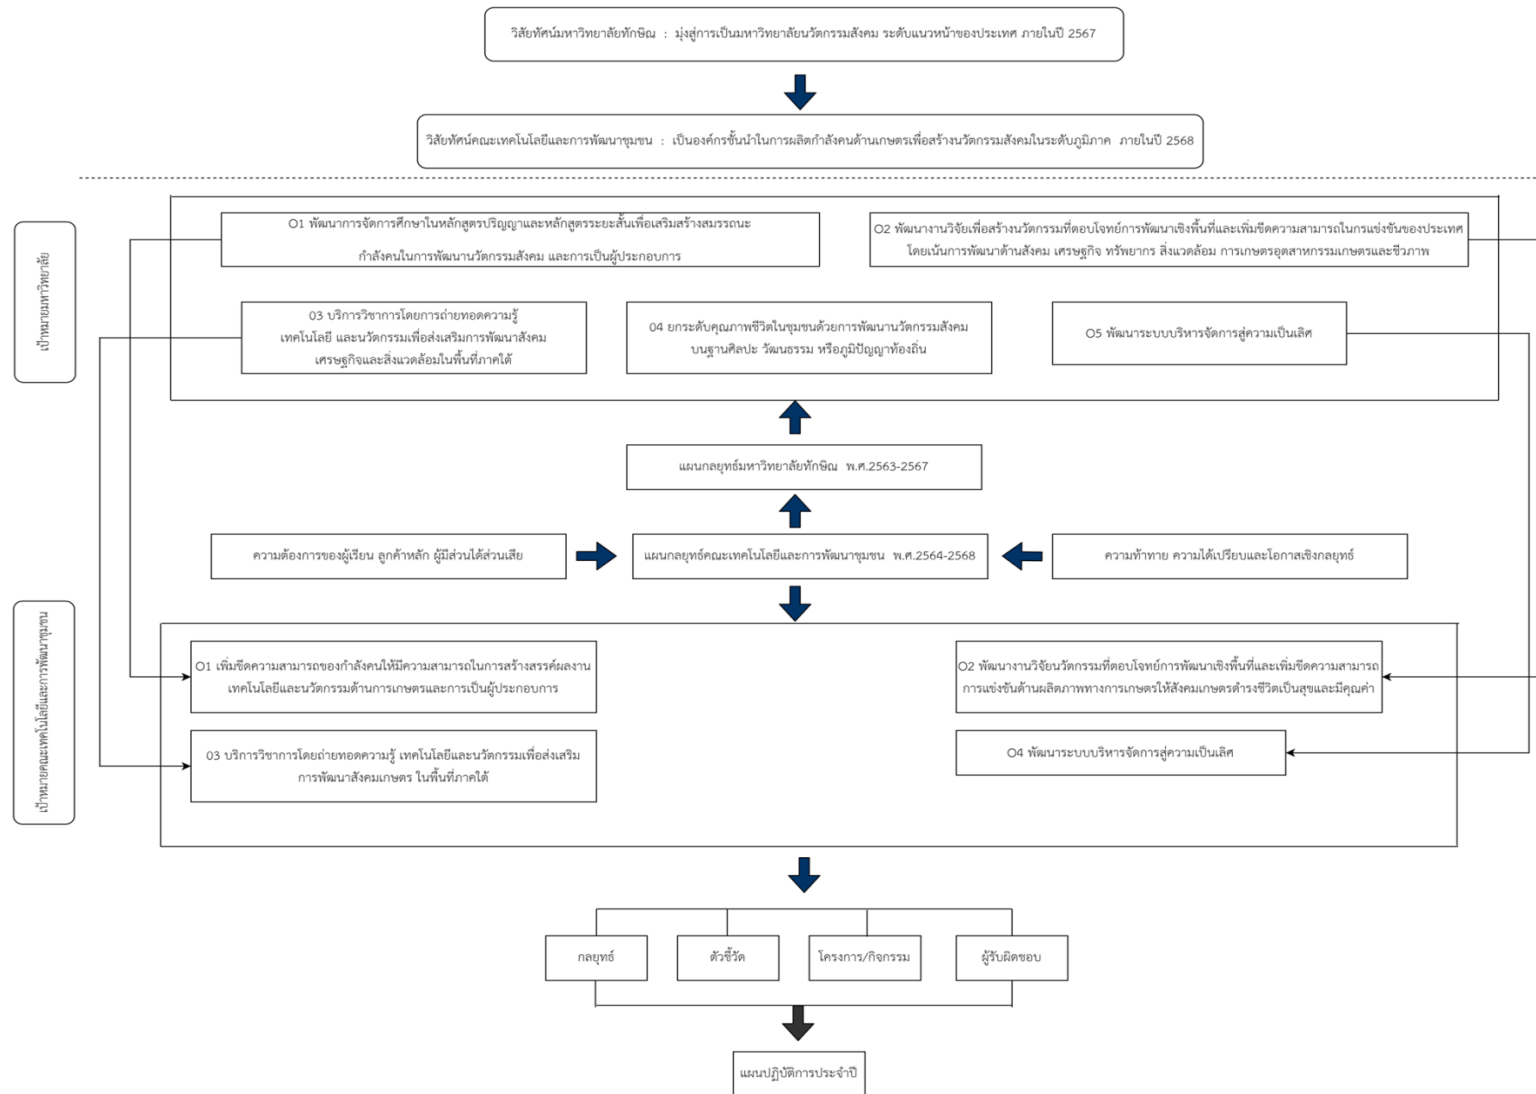 วิสัยทัศน์มหาวิทยาลัยทักษิณ : มุ่งสู่การเป็นมหาวิทยาลัยนวัตกรรมสังคม ระดับแนวหน้าของประเทศ ภายในปี 2567
วิสัยทัศน์คณะเทคโนโลยีและการพัฒนาชุมชน : เป็นองค์กรชั้นนำในการผลิตกำลังคนด้านเกษตรเพื่อสร้างนวัตกรรมสังคมในระดับภูมิภาค ภายในปี 2568
เป้าหมายมหาวิทยาลัย
O1 พัฒนาการจัดการศึกษาในหลักสูตรปริญญาและหลักสูตรระยะสั้นเพื่อเสริมสร้างสมรรถนะ
กำลังคนในการพัฒนานวัตกรรมสังคม และการเป็นผู้ประกอบการ
O2 พัฒนางานวิจัยเพื่อสร้างนวัตกรรมที่ตอบโจทย์การพัฒนาเชิงพื้นที่และเพิ่มขีดความสามารถในกรแข่งขันของประเทศ
โดยเน้นการพัฒนาด้านสังคม เศรษฐกิจ ทรัพยากร สิ่งแวดล้อม การเกษตรอุตสาหกรรมเกษตรและชีวภาพ
03 บริการวิชาการโดยการถ่ายทอดความรู้
เทคโนโลยี และนวัตกรรมเพื่อส่งเสริมการพัฒนาสังคม
เศรษฐกิจและสิ่งแวดล้อมในพื้นที่ภาคใต้
04 ยกระดับคุณภาพชีวิตในชุมชนด้วยการพัฒนานวัตกรรมสังคม
บนฐานศิลปะ วัฒนธรรม หรือภูมิปัญญาท้องถิ่น
O5 พัฒนาระบบบริหารจัดการสู่ความเป็นเลิศ
แผนกลยุทธ์มหาวิทยาลัยทักษิณ พ.ศ.2563-2567
ความต้องการของผู้เรียน ลูกค้าหลัก ผู้มีส่วนได้ส่วนเสีย
แผนกลยุทธ์คณะเทคโนโลยีและการพัฒนาชุมชน พ.ศ.2564-2568
ความท้าทาย ความได้เปรียบและโอกาสเชิงกลยุทธ์
เป้าหมายคณะเทคโนโลยีและการพัฒนาชุมชน
O1 เพิ่มขีดความสามารถของกำลังคนให้มีความสามารถในการสร้างสรรค์ผลงาน
เทคโนโลยีและนวัตกรรมด้านการเกษตรและการเป็นผู้ประกอบการ
O2 พัฒนางานวิจัยนวัตกรรมที่ตอบโจทย์การพัฒนาเชิงพื้นที่และเพิ่มขีดความสามารถ
การแข่งขันด้านผลิตภาพทางการเกษตรให้สังคมเกษตรดำรงชีวิตเป็นสุขและมีคุณค่า
03 บริการวิชาการโดยถ่ายทอดความรู้ เทคโนโลยีและนวัตกรรมเพื่อส่งเสริม
การพัฒนาสังคมเกษตร ในพื้นที่ภาคใต้
O4 พัฒนาระบบบริหารจัดการสู่ความเป็นเลิศ
กลยุทธ์
ตัวชี้วัด
โครงการ/กิจกรรม
ผู้รับผิดชอบ
แผนปฏิบัติการประจำปี